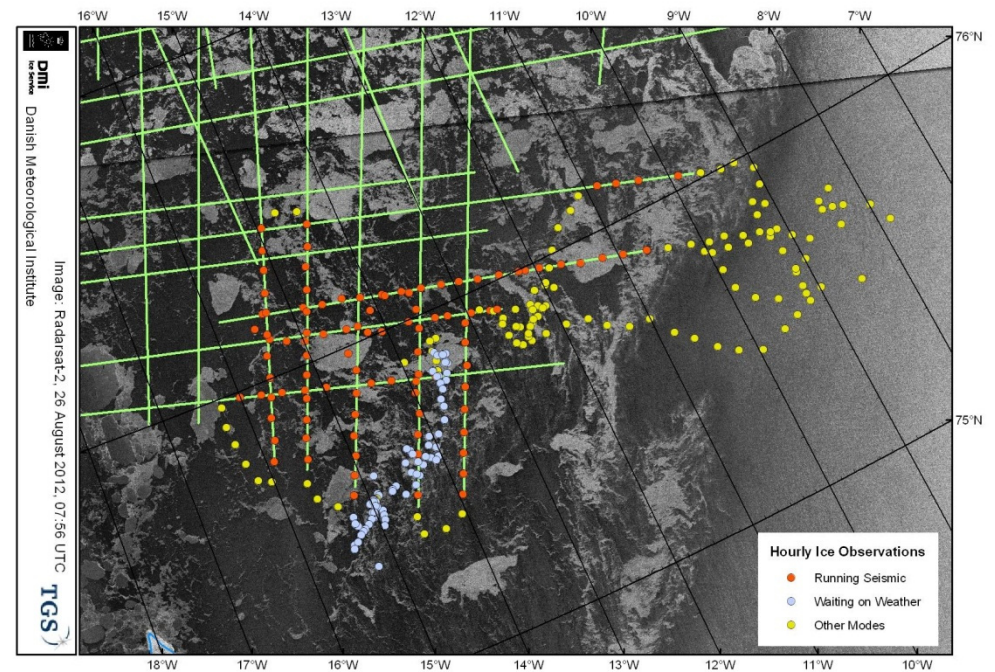 16°W 15°W 14°W 13°W 12°W 11°W 10°W 9°W 8°W 7°W
76°N
75°N
DMI
Ice Service
Danish Meteorological Institute
Image: Radarsat-2, 26 August 2012, 07:56 UTC
TGS
Hourly Ice Observations
Running Seismic
Waiting on Weather
Other Modes
18°W 17°W 16°W 15°W 14°W 13°W 12°W 11°W 10°W